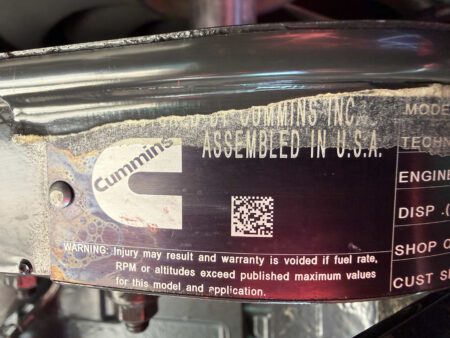 BY CUMMINS INC.
ASSEMBLED IN U.S.A.
Cummins
WARNING: Injury may result and warranty is voided if fuel rate,
RPM or altitudes exceed published maximum values
for this model and application.
MODE
TECHN
ENGINE
DISP .(
SHOP O
CUST S